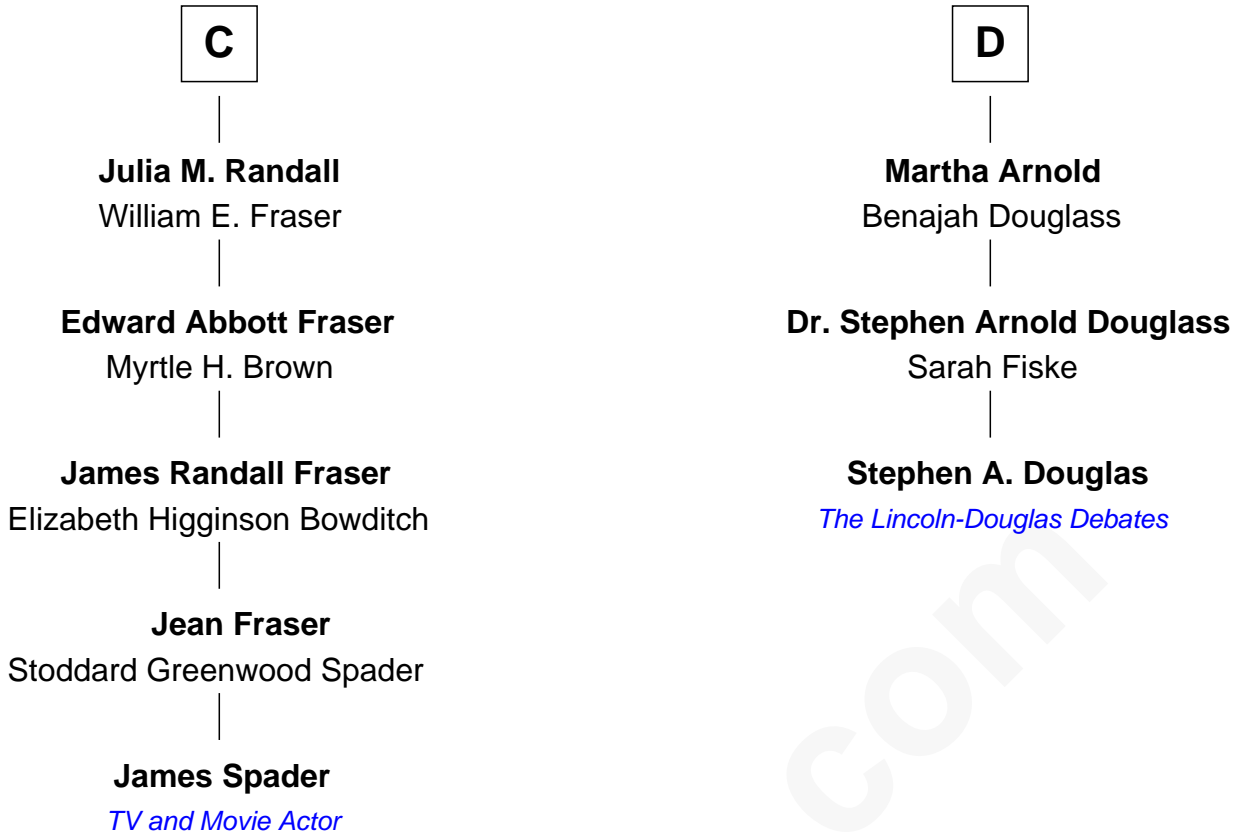 C
Julia M. Randall
William E. Fraser
Edward Abbott Fraser
Myrtle H. Brown
James Randall Fraser
Elizabeth Higginson Bowditch
Jean Fraser
Stoddard Greenwood Spader
James Spader
TV and Movie Actor
D
Martha Arnold
Benajah Douglass
Dr. Stephen Arnold Douglass
Sarah Fiske
Stephen A. Douglas
The Lincoln-Douglas Debates
com